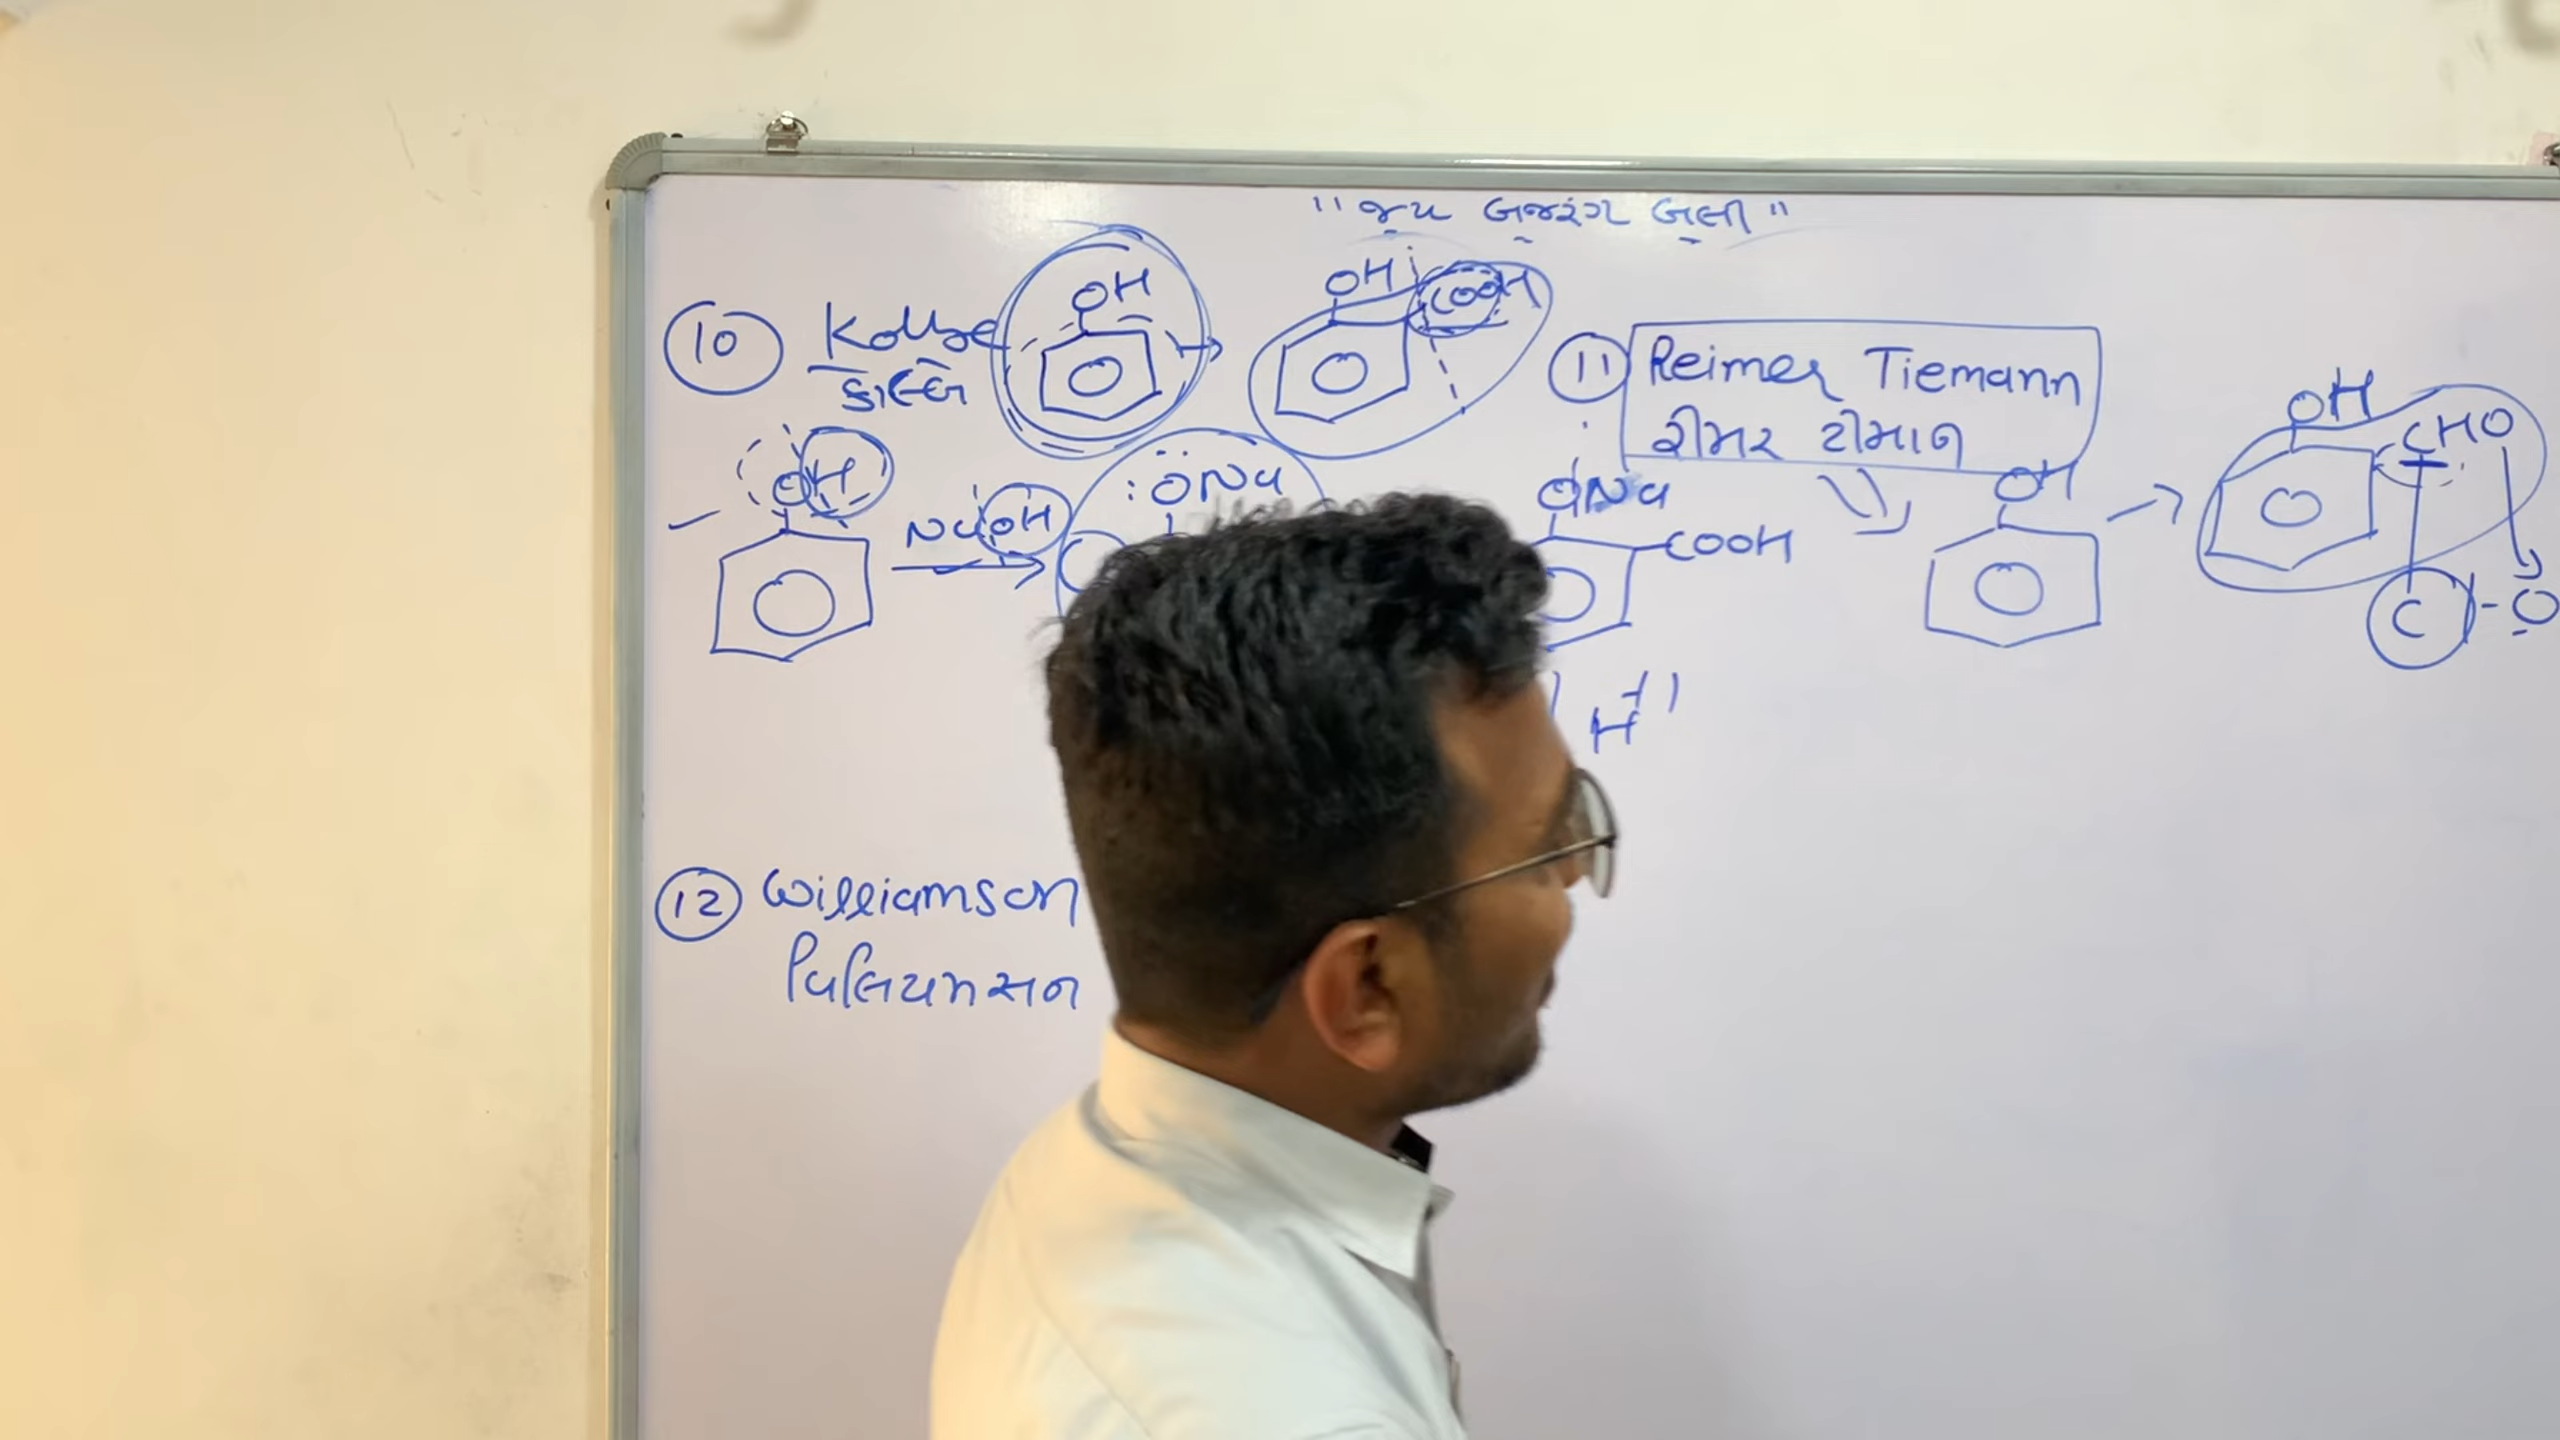 "જય બજરંગ બલી"
10 Kolbe
કોલ્બે
OH
OH COOH
11 Reimer Tiemann
રીમર ટીમાન
OH
NaOH
:ÖNa
ONa
COOH
H+
OH
OH
CHO
C-O
12 Williamson
વિલિયમસન